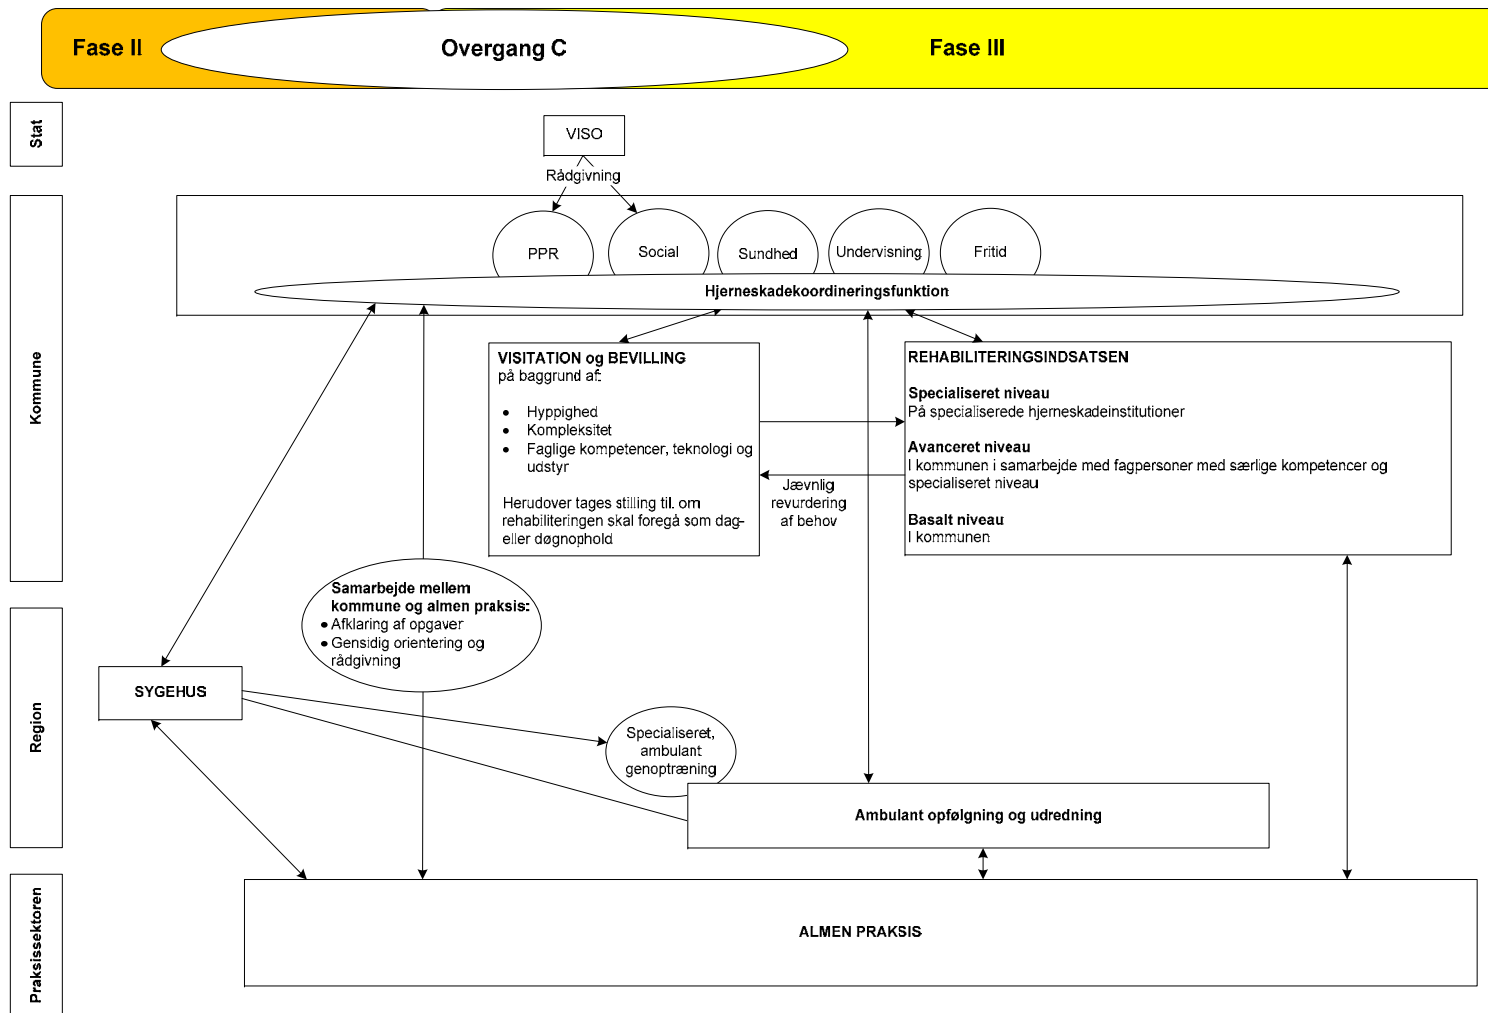 Fase II
Overgang C
Fase III
Stat
VISO
Rådgivning
Kommune
PPR
Social
Sundhed
Undervisning
Fritid
Hjerneskadekoordineringsfunktion
VISITATION og BEVILLING
på baggrund af:
• Hyppighed
• Kompleksitet
• Faglige kompetencer, teknologi og
udstyr
Herudover tages stilling til, om
rehabiliteringen skal foregå som dag-
eller døgnophold
Jævnlig
revurdering
af behov
REHABILITERINGSINDSATSEN
Specialiseret niveau
På specialiserede hjerneskadeinstitutioner
Avanceret niveau
I kommunen i samarbejde med fagpersoner med særlige kompetencer og
specialiseret niveau
Basalt niveau
I kommunen
Samarbejde mellem
kommune og almen praksis:
• Afklaring af opgaver
• Gensidig orientering og
rådgivning
Region
SYGEHUS
Specialiseret,
ambulant
genoptræning
Ambulant opfølgning og udredning
Praksissektoren
ALMEN PRAKSIS